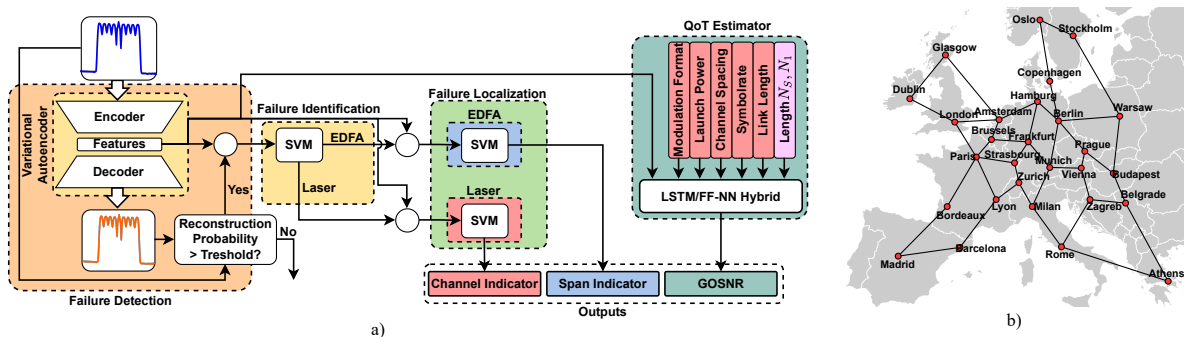 Variational
Autoencoder
Encoder
Features
Decoder
Yes
Reconstruction
Probability
> Treshold?
No
Failure Detection
Failure Identification
SVM
EDFA
Laser
Failure Localization
EDFA
SVM
Laser
SVM
QoT Estimator
Modulation Format
Launch Power
Channel Spacing
Symbolrate
Link Length
Length N_S, N_1
LSTM/FF-NN Hybrid
Channel Indicator
Span Indicator
GOSNR
Outputs
a)
Oslo
Stockholm
Glasgow
Copenhagen
Dublin
Hamburg
Amsterdam
Berlin
Warsaw
London
Brussels
Frankfurt
Prague
Paris
Strasbourg
Munich
Vienna
Budapest
Zurich
Lyon
Milan
Zagreb
Belgrade
Bordeaux
Barcelona
Madrid
Rome
Athens
b)